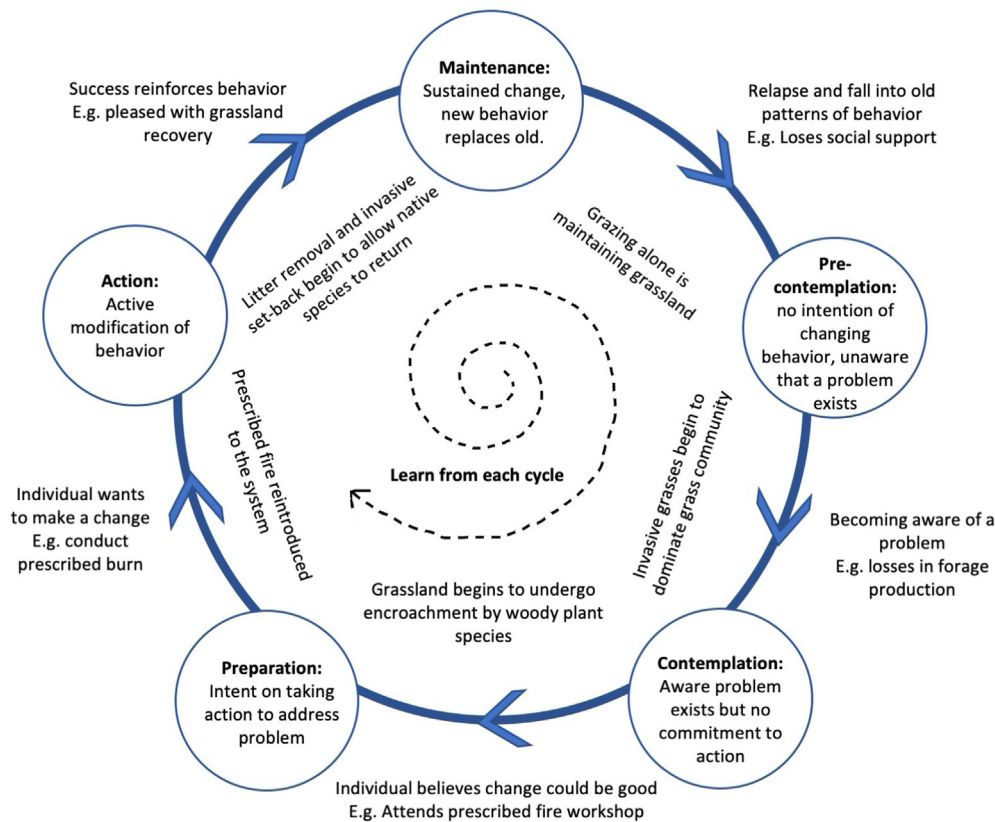 Maintenance:
Sustained change,
new behavior
replaces old.
Success reinforces behavior
E.g. pleased with grassland
recovery
Relapse and fall into old
patterns of behavior
E.g. Loses social support
Litter removal and invasive
set-back begin to allow native
species to return
Grazing alone is
maintaining grassland
Action:
Active
modification of
behavior
Pre-
contemplation:
no intention of
changing
behavior, unaware
that a problem
exists
Prescribed fire reintroduced
to the system
Learn from each cycle
Invasive grasses begin to
dominate grass community
Individual wants
to make a change
E.g. conduct
prescribed burn
Becoming aware of a
problem
E.g. losses in forage
production
Grassland begins to undergo
encroachment by woody plant
species
Preparation:
Intent on taking
action to address
problem
Contemplation:
Aware problem
exists but no
commitment to
action
Individual believes change could be good
E.g. Attends prescribed fire workshop